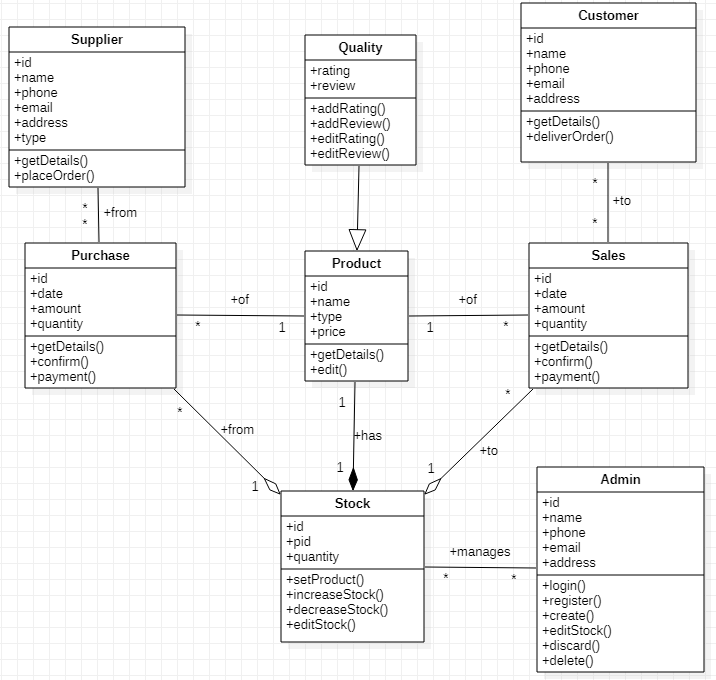 Supplier
+id
+name
+phone
+email
+address
+type
+getDetails()
+placeOrder()
Quality
+rating
+review
+addRating()
+addReview()
+editRating()
+editReview()
Customer
+id
+name
+phone
+email
+address
+getDetails()
+deliverOrder()
*
+from
*
*
+to
*
Purchase
+id
+date
+amount
+quantity
+getDetails()
+confirm()
+payment()
+of
*
1
Product
+id
+name
+type
+price
+getDetails()
+edit()
+of
1
*
Sales
+id
+date
+amount
+quantity
+getDetails()
+confirm()
+payment()
*
+from
1
1
+has
1
*
+to
1
Stock
+id
+pid
+quantity
+setProduct()
+increaseStock()
+decreaseStock()
+editStock()
+manages
*
*
Admin
+id
+name
+phone
+email
+address
+login()
+register()
+create()
+editStock()
+discard()
+delete()